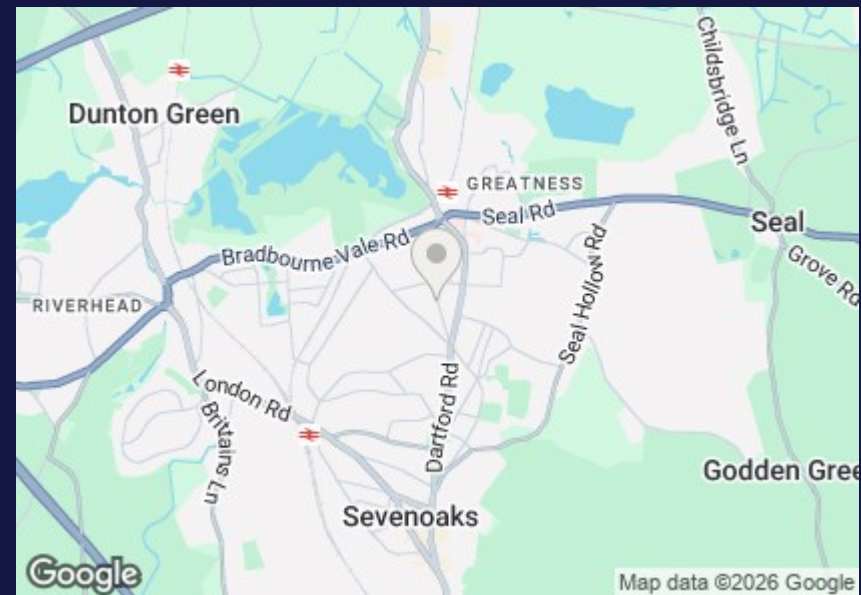 Childsbridge Ln
Dunton Green
GREATNESS
Seal Rd
Seal
Bradbourne Vale Rd
Grove Rd
RIVERHEAD
Seal Hollow Rd
London Rd
Brittains Ln
Dartford Rd
Godden Gree
Sevenoaks
Google
Map data ©2026 Google